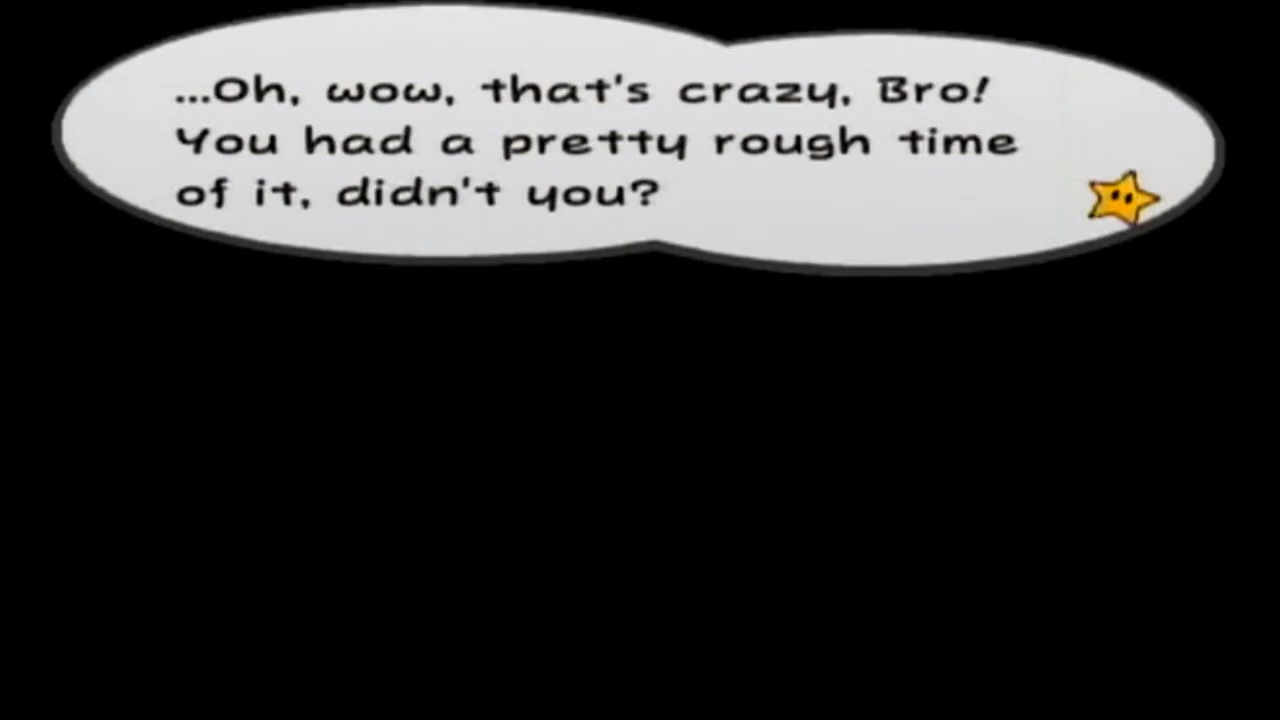 ...Oh, wow, that's crazy, Bro!
You had a pretty rough time
of it, didn't you?